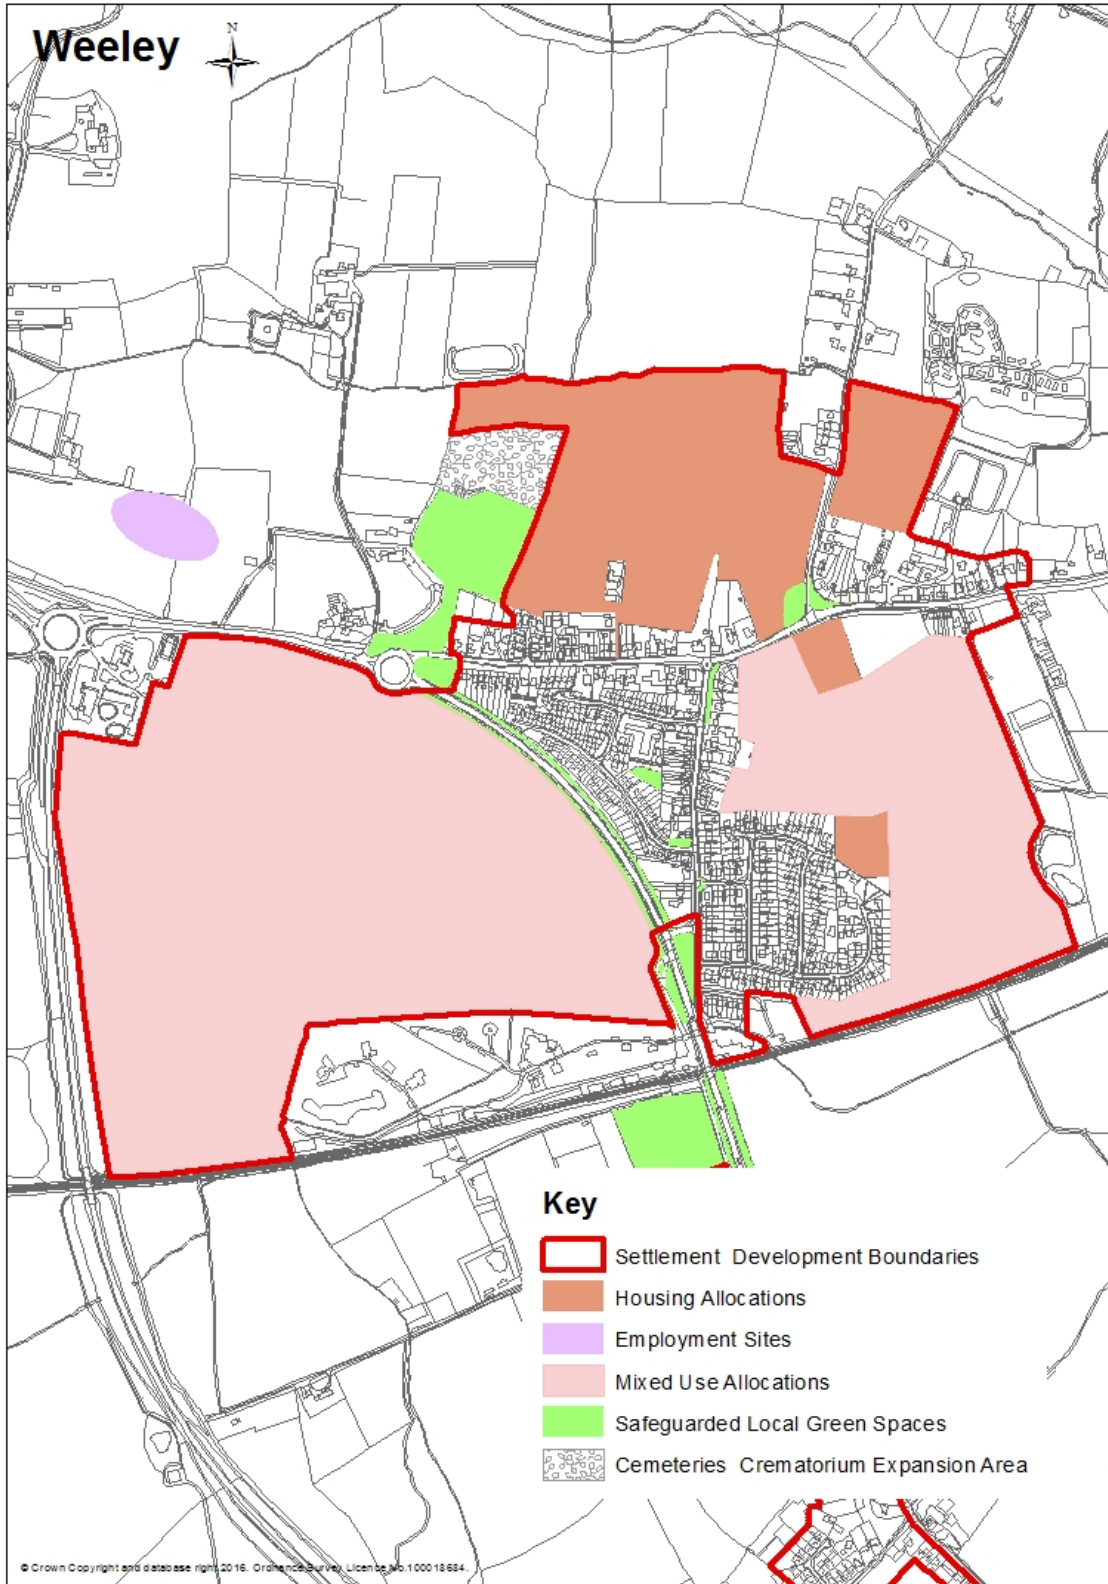 Weeley
N
Key
Settlement Development Boundaries
Housing Allocations
Employment Sites
Mixed Use Allocations
Safeguarded Local Green Spaces
Cemeteries Crematorium Expansion Area
© Crown Copyright and database right 2016. Ordnance Survey Licence No.100018684.